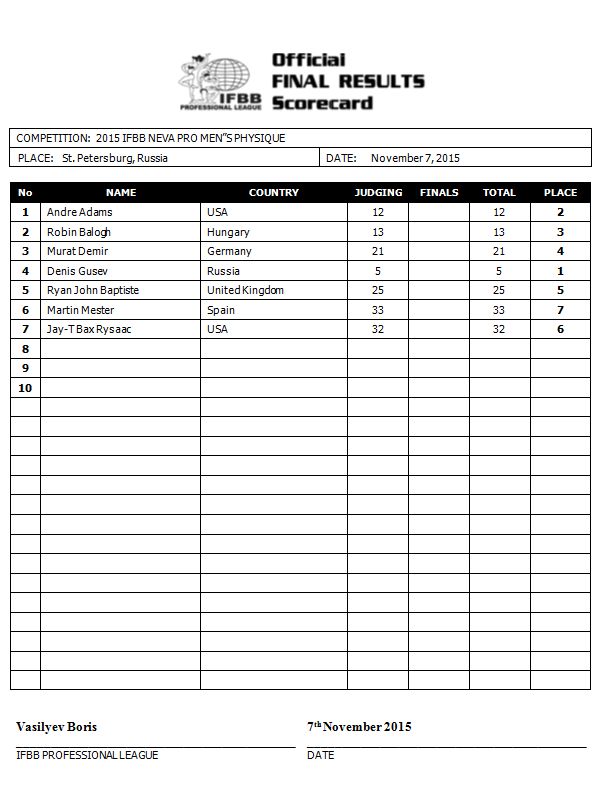 Official
FINAL RESULTS
Scorecard
IFBB
PROFESSIONAL LEAGUE
COMPETITION: 2015 IFBB NEVA PRO MEN"S PHYSIQUE
PLACE: St. Petersburg, Russia DATE: November 7, 2015
No NAME COUNTRY JUDGING FINALS TOTAL PLACE
1 Andre Adams USA 12 12 2
2 Robin Balogh Hungary 13 13 3
3 Murat Demir Germany 21 21 4
4 Denis Gusev Russia 5 5 1
5 Ryan John Baptiste United Kingdom 25 25 5
6 Martin Mester Spain 33 33 7
7 Jay-T Bax Rysaac USA 32 32 6
8
9
10
Vasilyev Boris 7th November 2015
IFBB PROFESSIONAL LEAGUE DATE